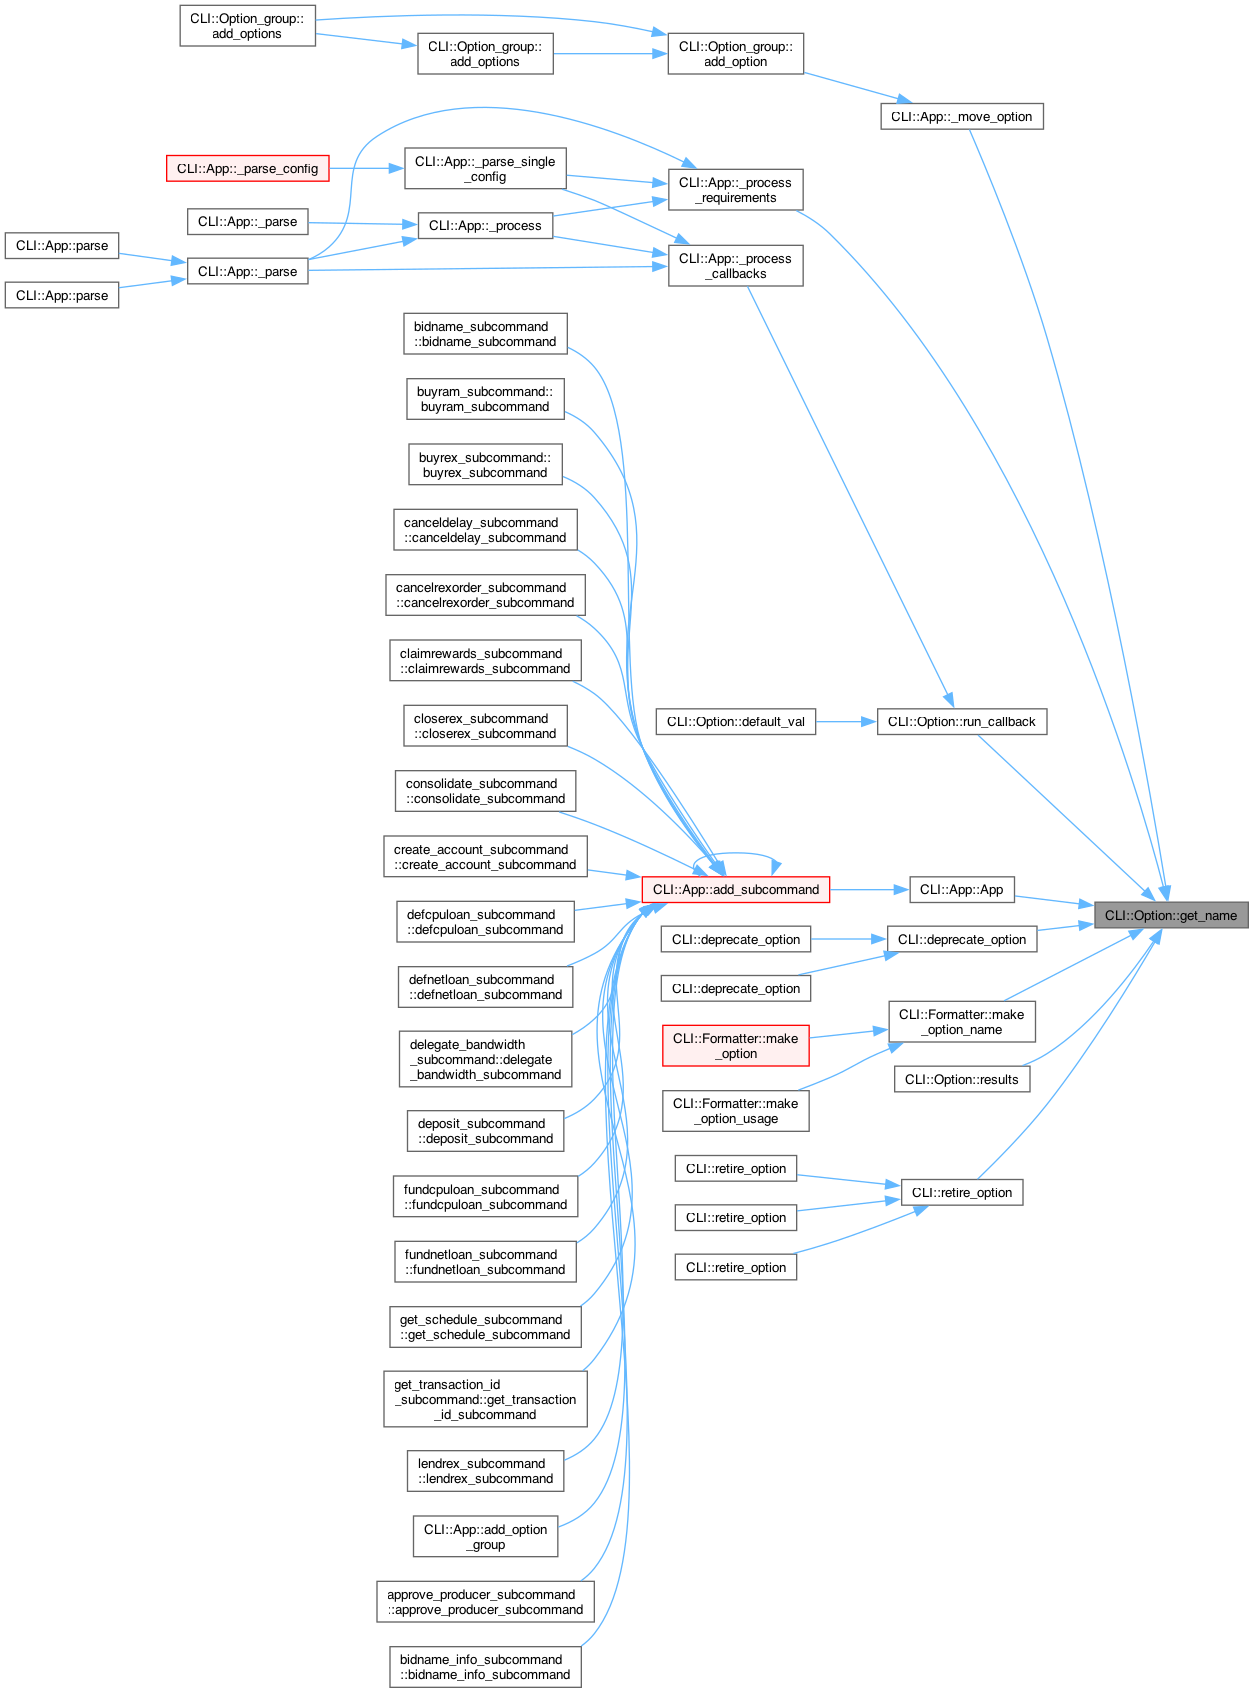 CLI::Option_group::
add_options
CLI::Option_group::
add_options
CLI::Option_group::
add_option
CLI::App::_move_option
CLI::App::_parse_config
CLI::App::_parse_single
_config
CLI::App::_process
_requirements
CLI::App::_parse
CLI::App::_process
CLI::App::parse
CLI::App::_parse
CLI::App::_process
_callbacks
CLI::App::parse
bidname_subcommand
::bidname_subcommand
buyram_subcommand::
buyram_subcommand
buyrex_subcommand::
buyrex_subcommand
canceldelay_subcommand
::canceldelay_subcommand
cancelrexorder_subcommand
::cancelrexorder_subcommand
claimrewards_subcommand
::claimrewards_subcommand
closerex_subcommand
::closerex_subcommand
CLI::Option::default_val
CLI::Option::run_callback
consolidate_subcommand
::consolidate_subcommand
create_account_subcommand
::create_account_subcommand
CLI::App::add_subcommand
CLI::App::App
CLI::Option::get_name
defcpuloan_subcommand
::defcpuloan_subcommand
CLI::deprecate_option
CLI::deprecate_option
defnetloan_subcommand
::defnetloan_subcommand
CLI::deprecate_option
CLI::Formatter::make
_option_name
delegate_bandwidth
_subcommand::delegate
_bandwidth_subcommand
CLI::Formatter::make
_option
CLI::Option::results
CLI::Formatter::make
_option_usage
deposit_subcommand
::deposit_subcommand
CLI::retire_option
fundcpuloan_subcommand
::fundcpuloan_subcommand
CLI::retire_option
CLI::retire_option
fundnetloan_subcommand
::fundnetloan_subcommand
CLI::retire_option
get_schedule_subcommand
::get_schedule_subcommand
get_transaction_id
_subcommand::get_transaction
_id_subcommand
lendrex_subcommand
::lendrex_subcommand
CLI::App::add_option
_group
approve_producer_subcommand
::approve_producer_subcommand
bidname_info_subcommand
::bidname_info_subcommand